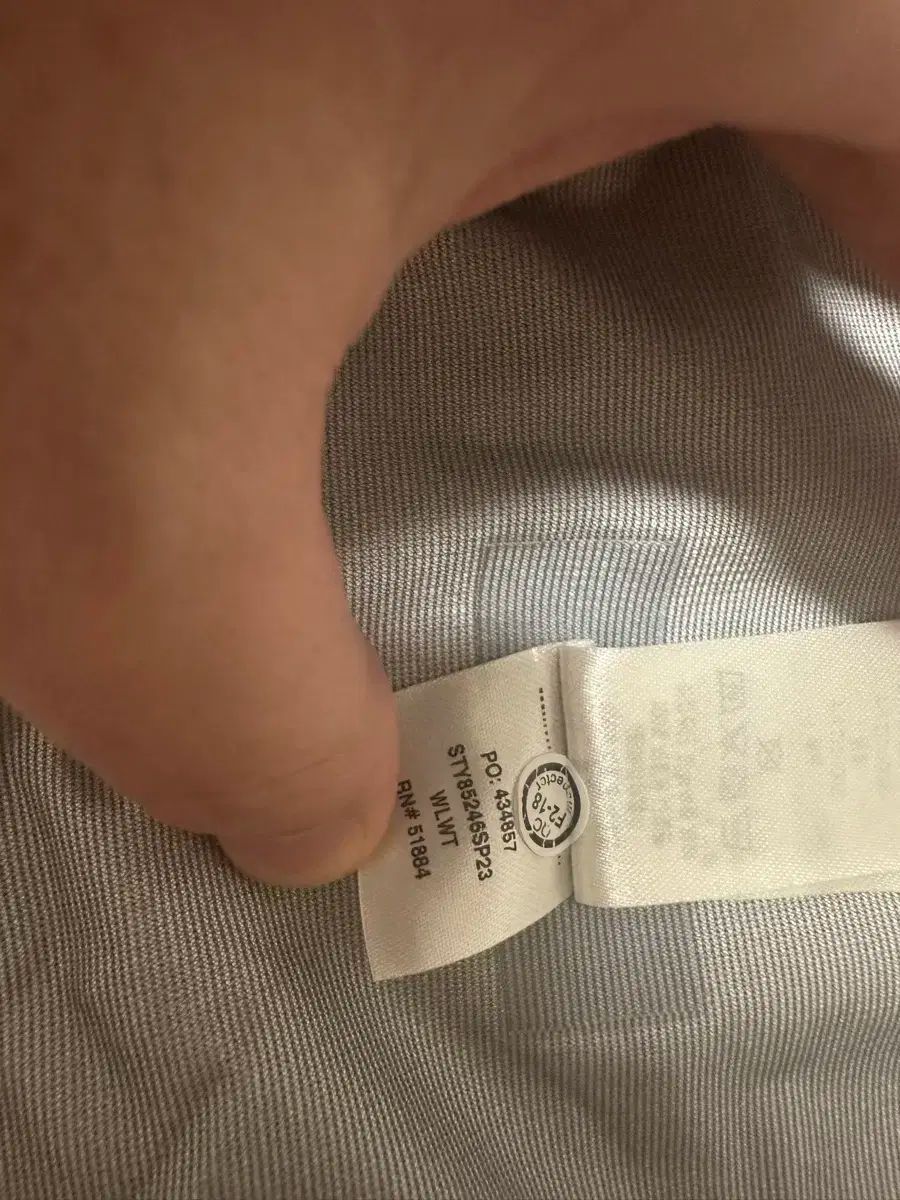 PO: 434857
STY85246SP23
WLWT
RN# 51884
QC
F2-18